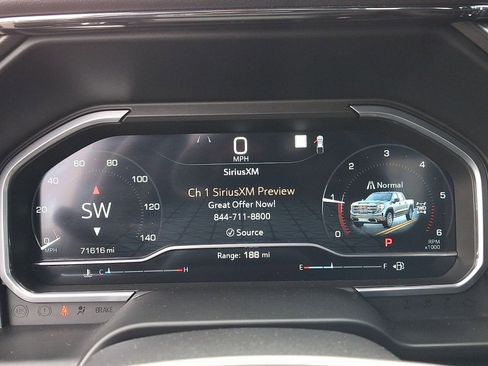 0
MPH
SiriusXM
Ch 1 SiriusXM Preview
Great Offer Now!
844-711-8800
Source
Range: 188 mi
0 20 40 60 80 100 120 140
MPH
SW
71616 mi
C H
Normal
0 1 2 3 4 5 6
2WD
P
RPM
x1000
E F
BRAKE